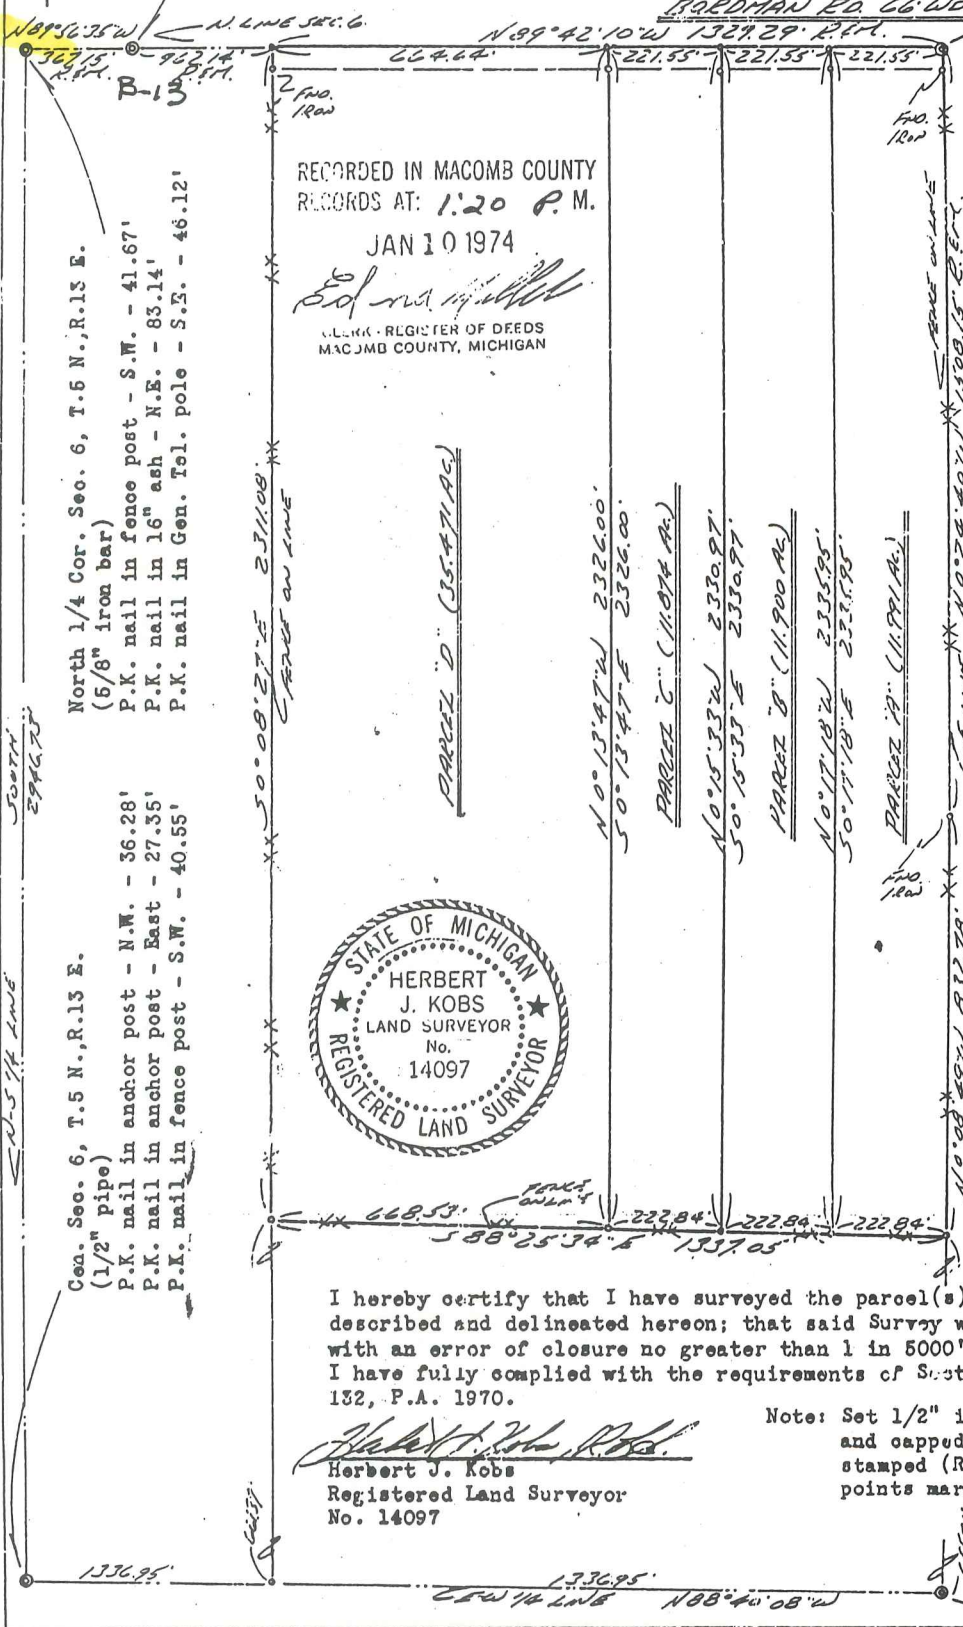 BORDMAN RD. 66' WD
N89°56'35"W
N. LINE SEC. 6
N89°42'10"W 1329.29' R.&M.
367.15'
R.&M.
962.14'
R.&M.
664.64'
221.55'
221.55'
221.55'
B-13
FND.
IRON
FND.
IRON
RECORDED IN MACOMB COUNTY
RECORDS AT: 1:20 P. M.
JAN 10 1974
CLERK - REGISTER OF DEEDS
MACOMB COUNTY, MICHIGAN
North 1/4 Cor. Sec. 6, T.5 N.,R.13 E.
(5/8" iron bar)
P.K. nail in fence post - S.W. - 41.67'
P.K. nail in 16" ash - N.E. - 83.14'
P.K. nail in Gen. Tel. pole - S.E. - 46.12'
Cen. Sec. 6, T.5 N.,R.13 E.
(1/2" pipe)
P.K. nail in anchor post - N.W. - 36.28'
P.K. nail in anchor post - East - 27.35'
P.K. nail in fence post - S.W. - 40.55'
SOUTH
2946.73'
N-S 1/4 LINE
S0°08'27"E 2311.08'
FENCE ON LINE
PARCEL "D" (35.471 AC.)
N0°13'47"W 2326.00'
S0°13'47"E 2326.00'
PARCEL "C" (11.874 AC.)
N0°15'33"W 2330.97'
S0°15'33"E 2330.97'
PARCEL "B" (11.900 AC.)
N0°17'18"W 2335.95'
S0°17'18"E 2335.95'
PARCEL "A" (11.991 AC.)
FENCE ON LINE
FND.
IRON
STATE OF MICHIGAN
HERBERT
J. KOBS
LAND SURVEYOR
No.
14097
REGISTERED LAND SURVEYOR
668.53'
FENCE
ON LINE
222.84'
222.84'
222.84'
S88°25'34"E 1337.05'
I hereby certify that I have surveyed the parcel(s)
described and delineated hereon; that said Survey w
with an error of closure no greater than 1 in 5000'
I have fully complied with the requirements of Sect
132, P.A. 1970.
Herbert J. Kobs, R.L.S.
Herbert J. Kobs
Registered Land Surveyor
No. 14097
Note: Set 1/2" i
and capped
stamped (R
points mar
1336.95'
1336.95'
E-W 1/4 LINE N88°40'08"W